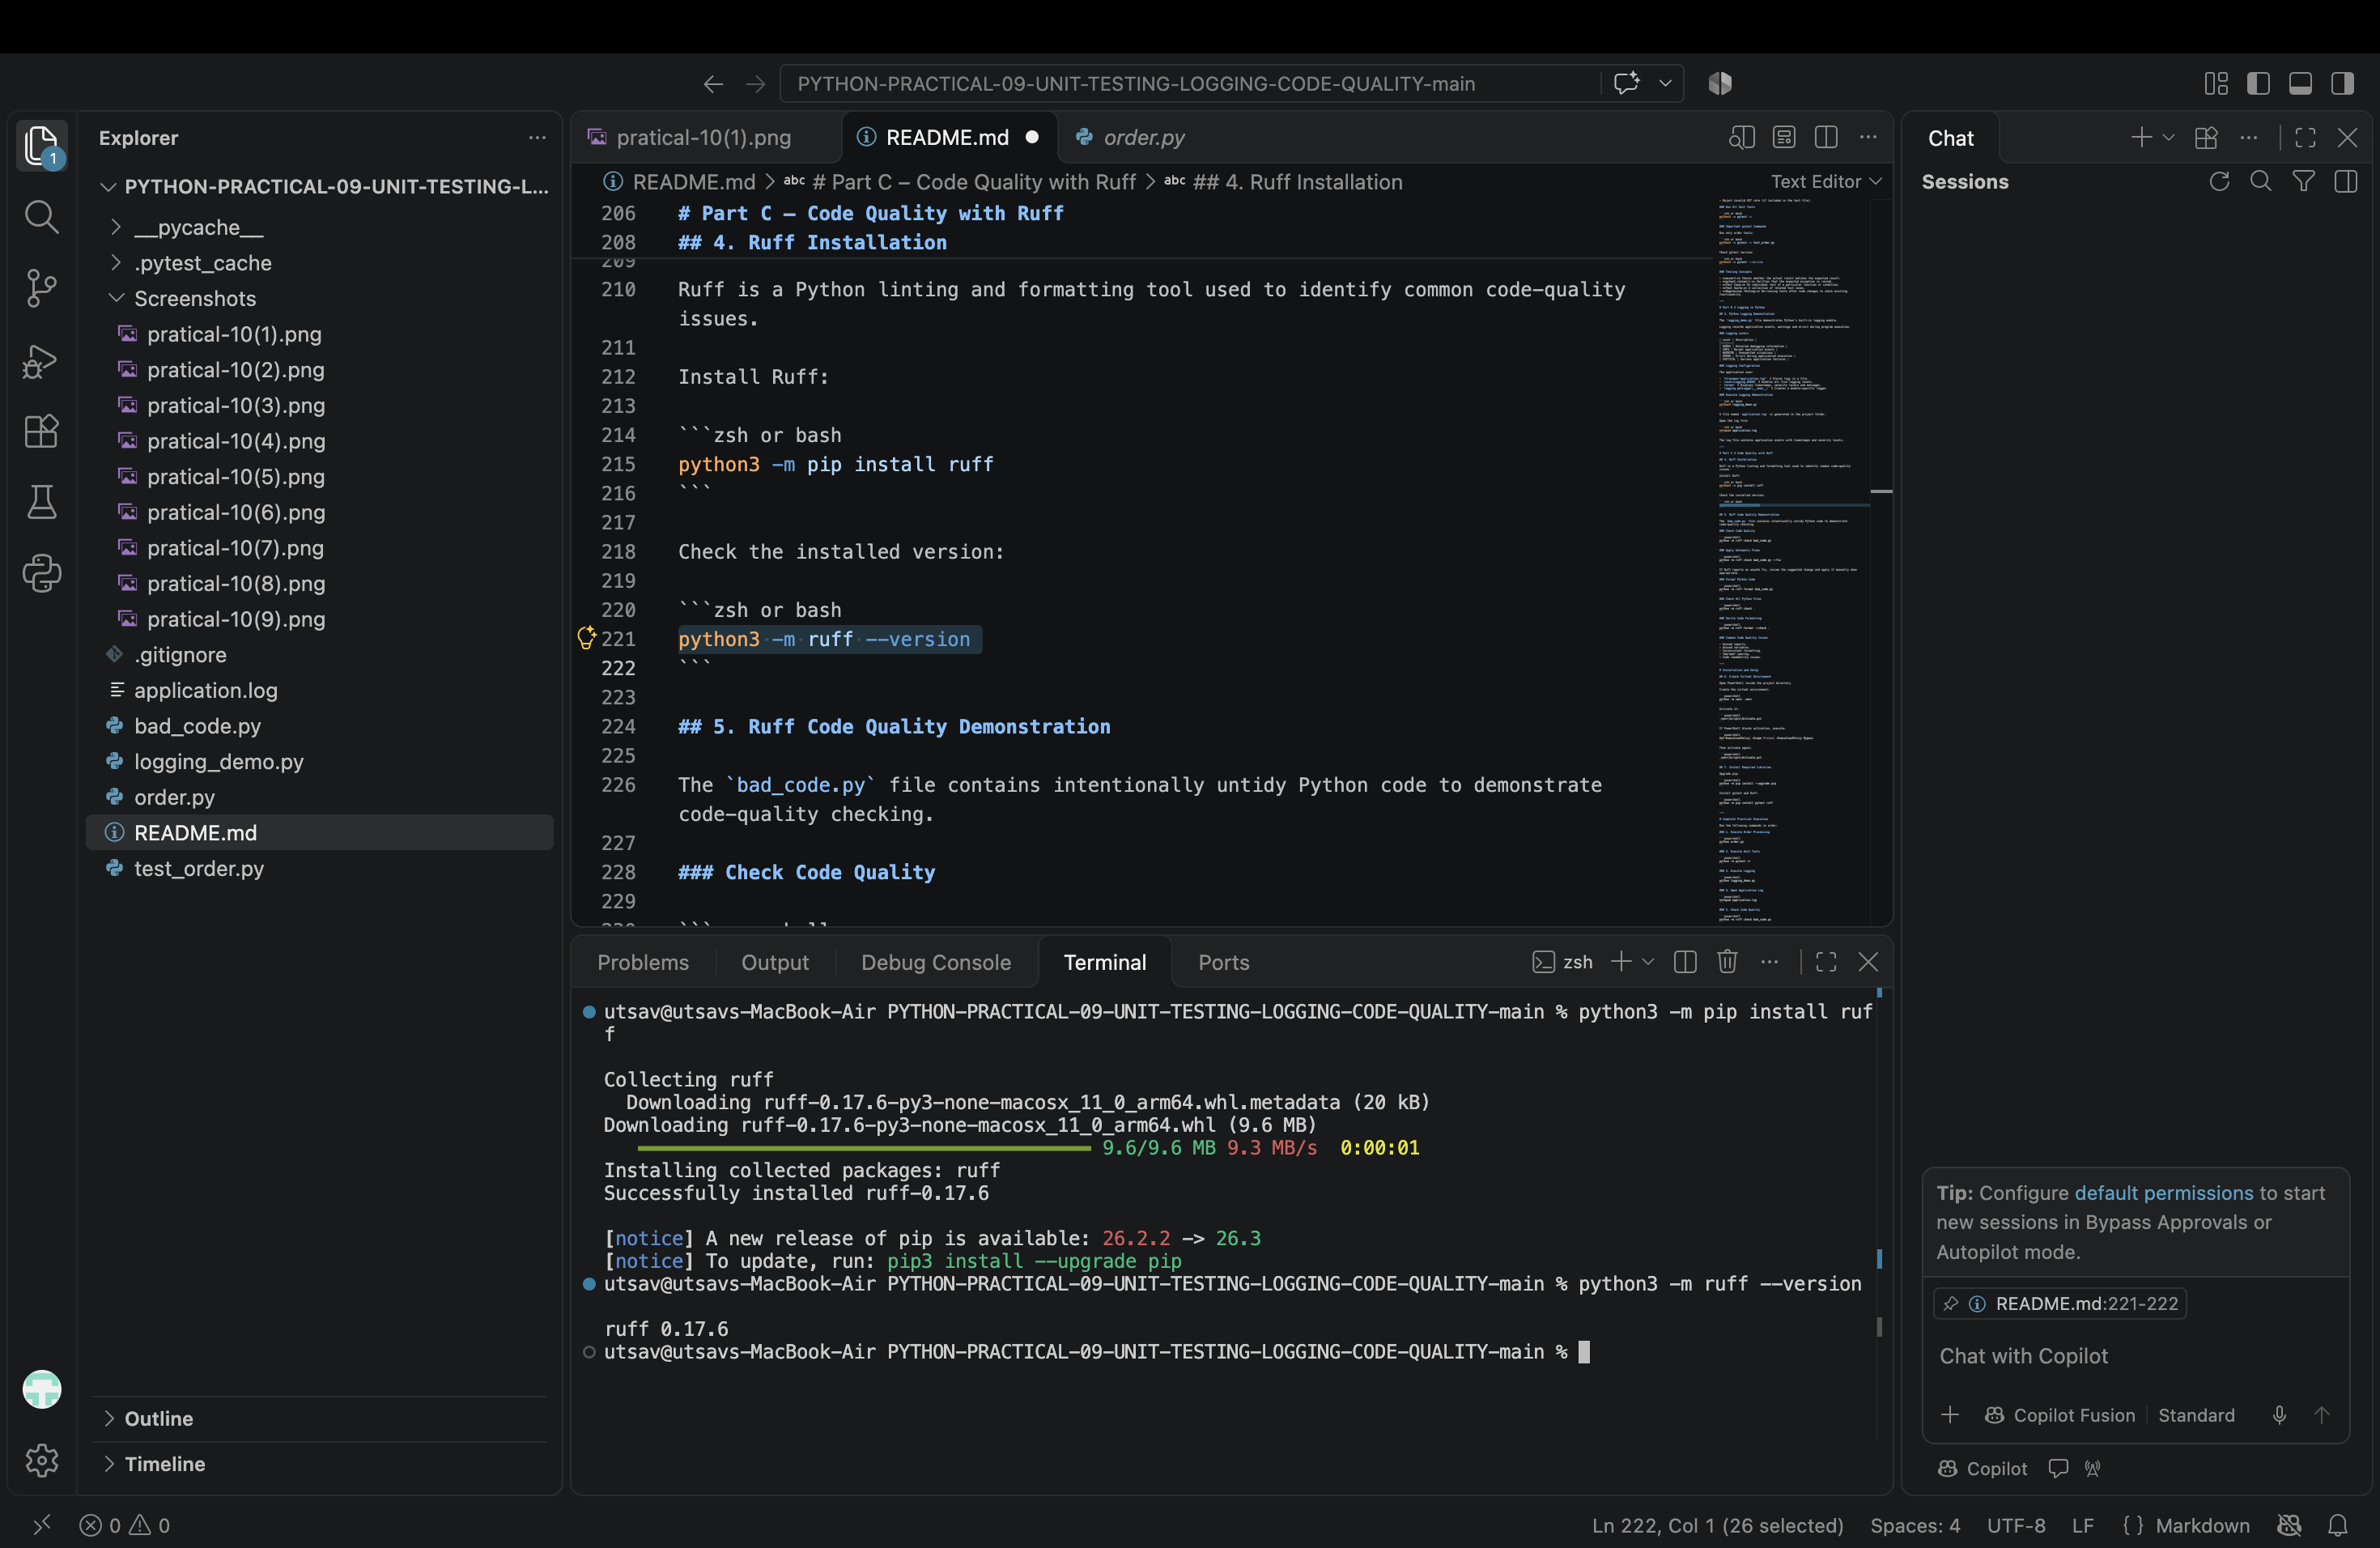 PYTHON-PRACTICAL-09-UNIT-TESTING-LOGGING-CODE-QUALITY-main
Explorer
PYTHON-PRACTICAL-09-UNIT-TESTING-L...
__pycache__
.pytest_cache
Screenshots
pratical-10(1).png
pratical-10(2).png
pratical-10(3).png
pratical-10(4).png
pratical-10(5).png
pratical-10(6).png
pratical-10(7).png
pratical-10(8).png
pratical-10(9).png
.gitignore
application.log
bad_code.py
logging_demo.py
order.py
README.md
test_order.py
Outline
Timeline
1
pratical-10(1).png
README.md
order.py
README.md > # Part C – Code Quality with Ruff > ## 4. Ruff Installation
Text Editor
206 # Part C – Code Quality with Ruff
208 ## 4. Ruff Installation
209
210 Ruff is a Python linting and formatting tool used to identify common code-quality
issues.
211
212 Install Ruff:
213
214 ```zsh or bash
215 python3 -m pip install ruff
216 ```
217
218 Check the installed version:
219
220 ```zsh or bash
221 python3 -m ruff --version
222 ```
223
224 ## 5. Ruff Code Quality Demonstration
225
226 The `bad_code.py` file contains intentionally untidy Python code to demonstrate
code-quality checking.
227
228 ### Check Code Quality
229
Problems
Output
Debug Console
Terminal
Ports
zsh
utsav@utsavs-MacBook-Air PYTHON-PRACTICAL-09-UNIT-TESTING-LOGGING-CODE-QUALITY-main % python3 -m pip install ruf
f
Collecting ruff
Downloading ruff-0.17.6-py3-none-macosx_11_0_arm64.whl.metadata (20 kB)
Downloading ruff-0.17.6-py3-none-macosx_11_0_arm64.whl (9.6 MB)
9.6/9.6 MB 9.3 MB/s 0:00:01
Installing collected packages: ruff
Successfully installed ruff-0.17.6
[notice] A new release of pip is available: 26.2.2 -> 26.3
[notice] To update, run: pip3 install --upgrade pip
utsav@utsavs-MacBook-Air PYTHON-PRACTICAL-09-UNIT-TESTING-LOGGING-CODE-QUALITY-main % python3 -m ruff --version
ruff 0.17.6
utsav@utsavs-MacBook-Air PYTHON-PRACTICAL-09-UNIT-TESTING-LOGGING-CODE-QUALITY-main %
Chat
Sessions
Tip: Configure default permissions to start
new sessions in Bypass Approvals or
Autopilot mode.
README.md:221-222
Chat with Copilot
Copilot Fusion
Standard
Copilot
0 0
Ln 222, Col 1 (26 selected)
Spaces: 4
UTF-8
LF
{} Markdown